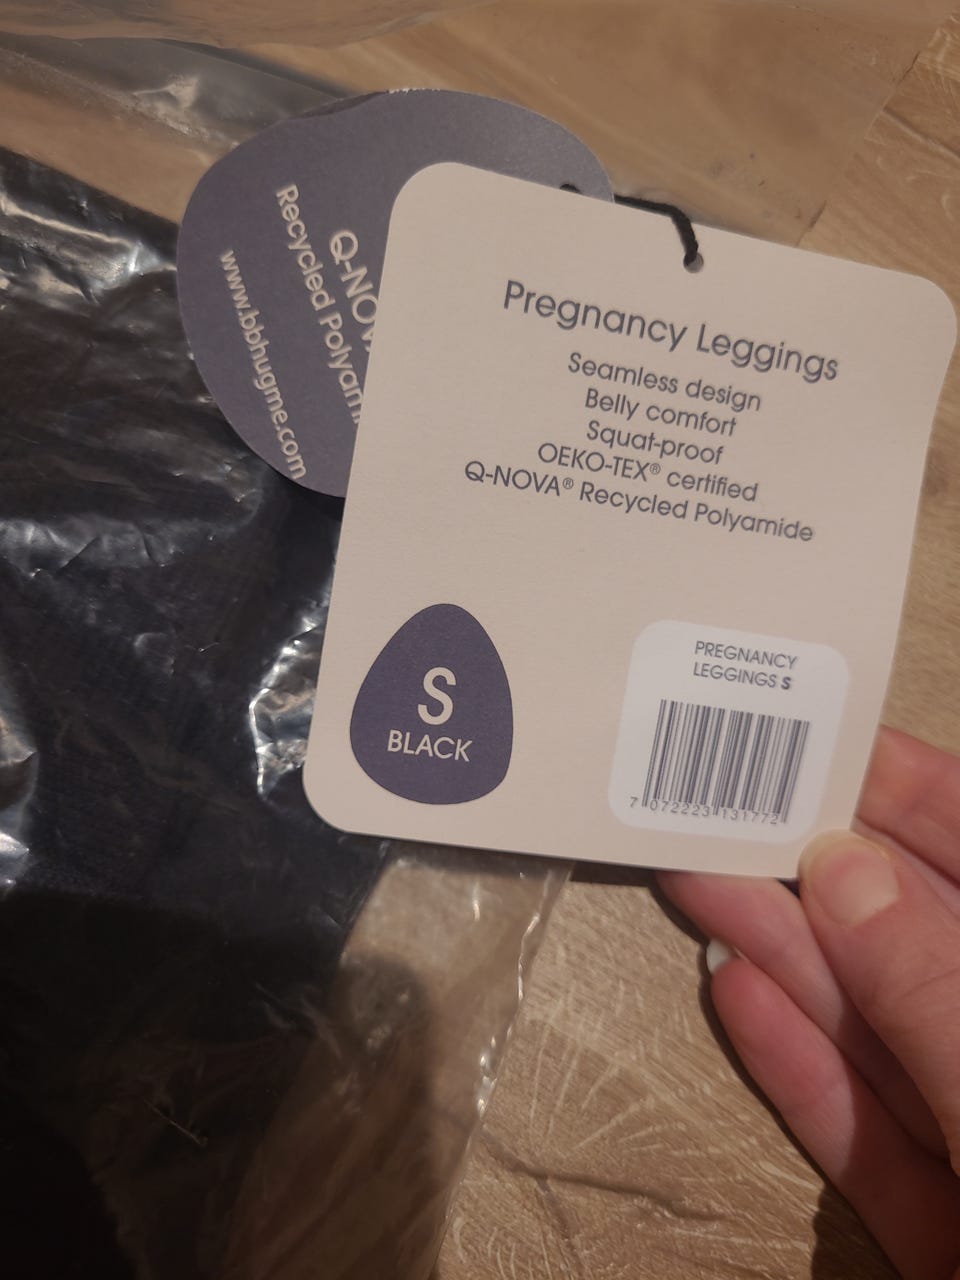 Q-NOV
Recycled Polyam
www.bbhugme.com
Pregnancy Leggings
Seamless design
Belly comfort
Squat-proof
OEKO-TEX® certified
Q-NOVA® Recycled Polyamide
S
BLACK
PREGNANCY
LEGGINGS S
7 072223 131772